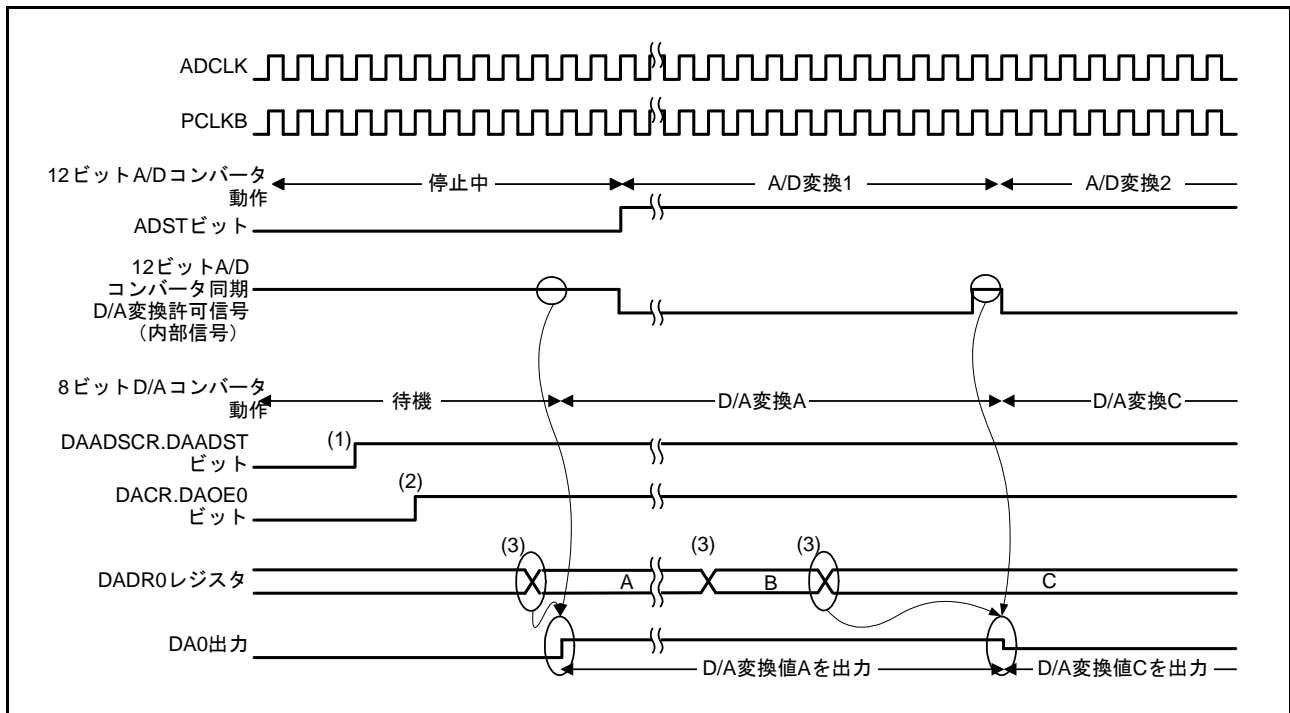 ADCLK
PCLKB
12ビットA/Dコンバータ
動作
停止中
A/D変換1
A/D変換2
ADSTビット
12ビットA/D
コンバータ同期
D/A変換許可信号
（内部信号）
8ビットD/Aコンバータ
動作
待機
D/A変換A
D/A変換C
DAADSCR.DAADST
ビット
(1)
DACR.DAOE0
ビット
(2)
(3)
(3)
(3)
DADR0レジスタ
A
B
C
DA0出力
D/A変換値Aを出力
D/A変換値Cを出力